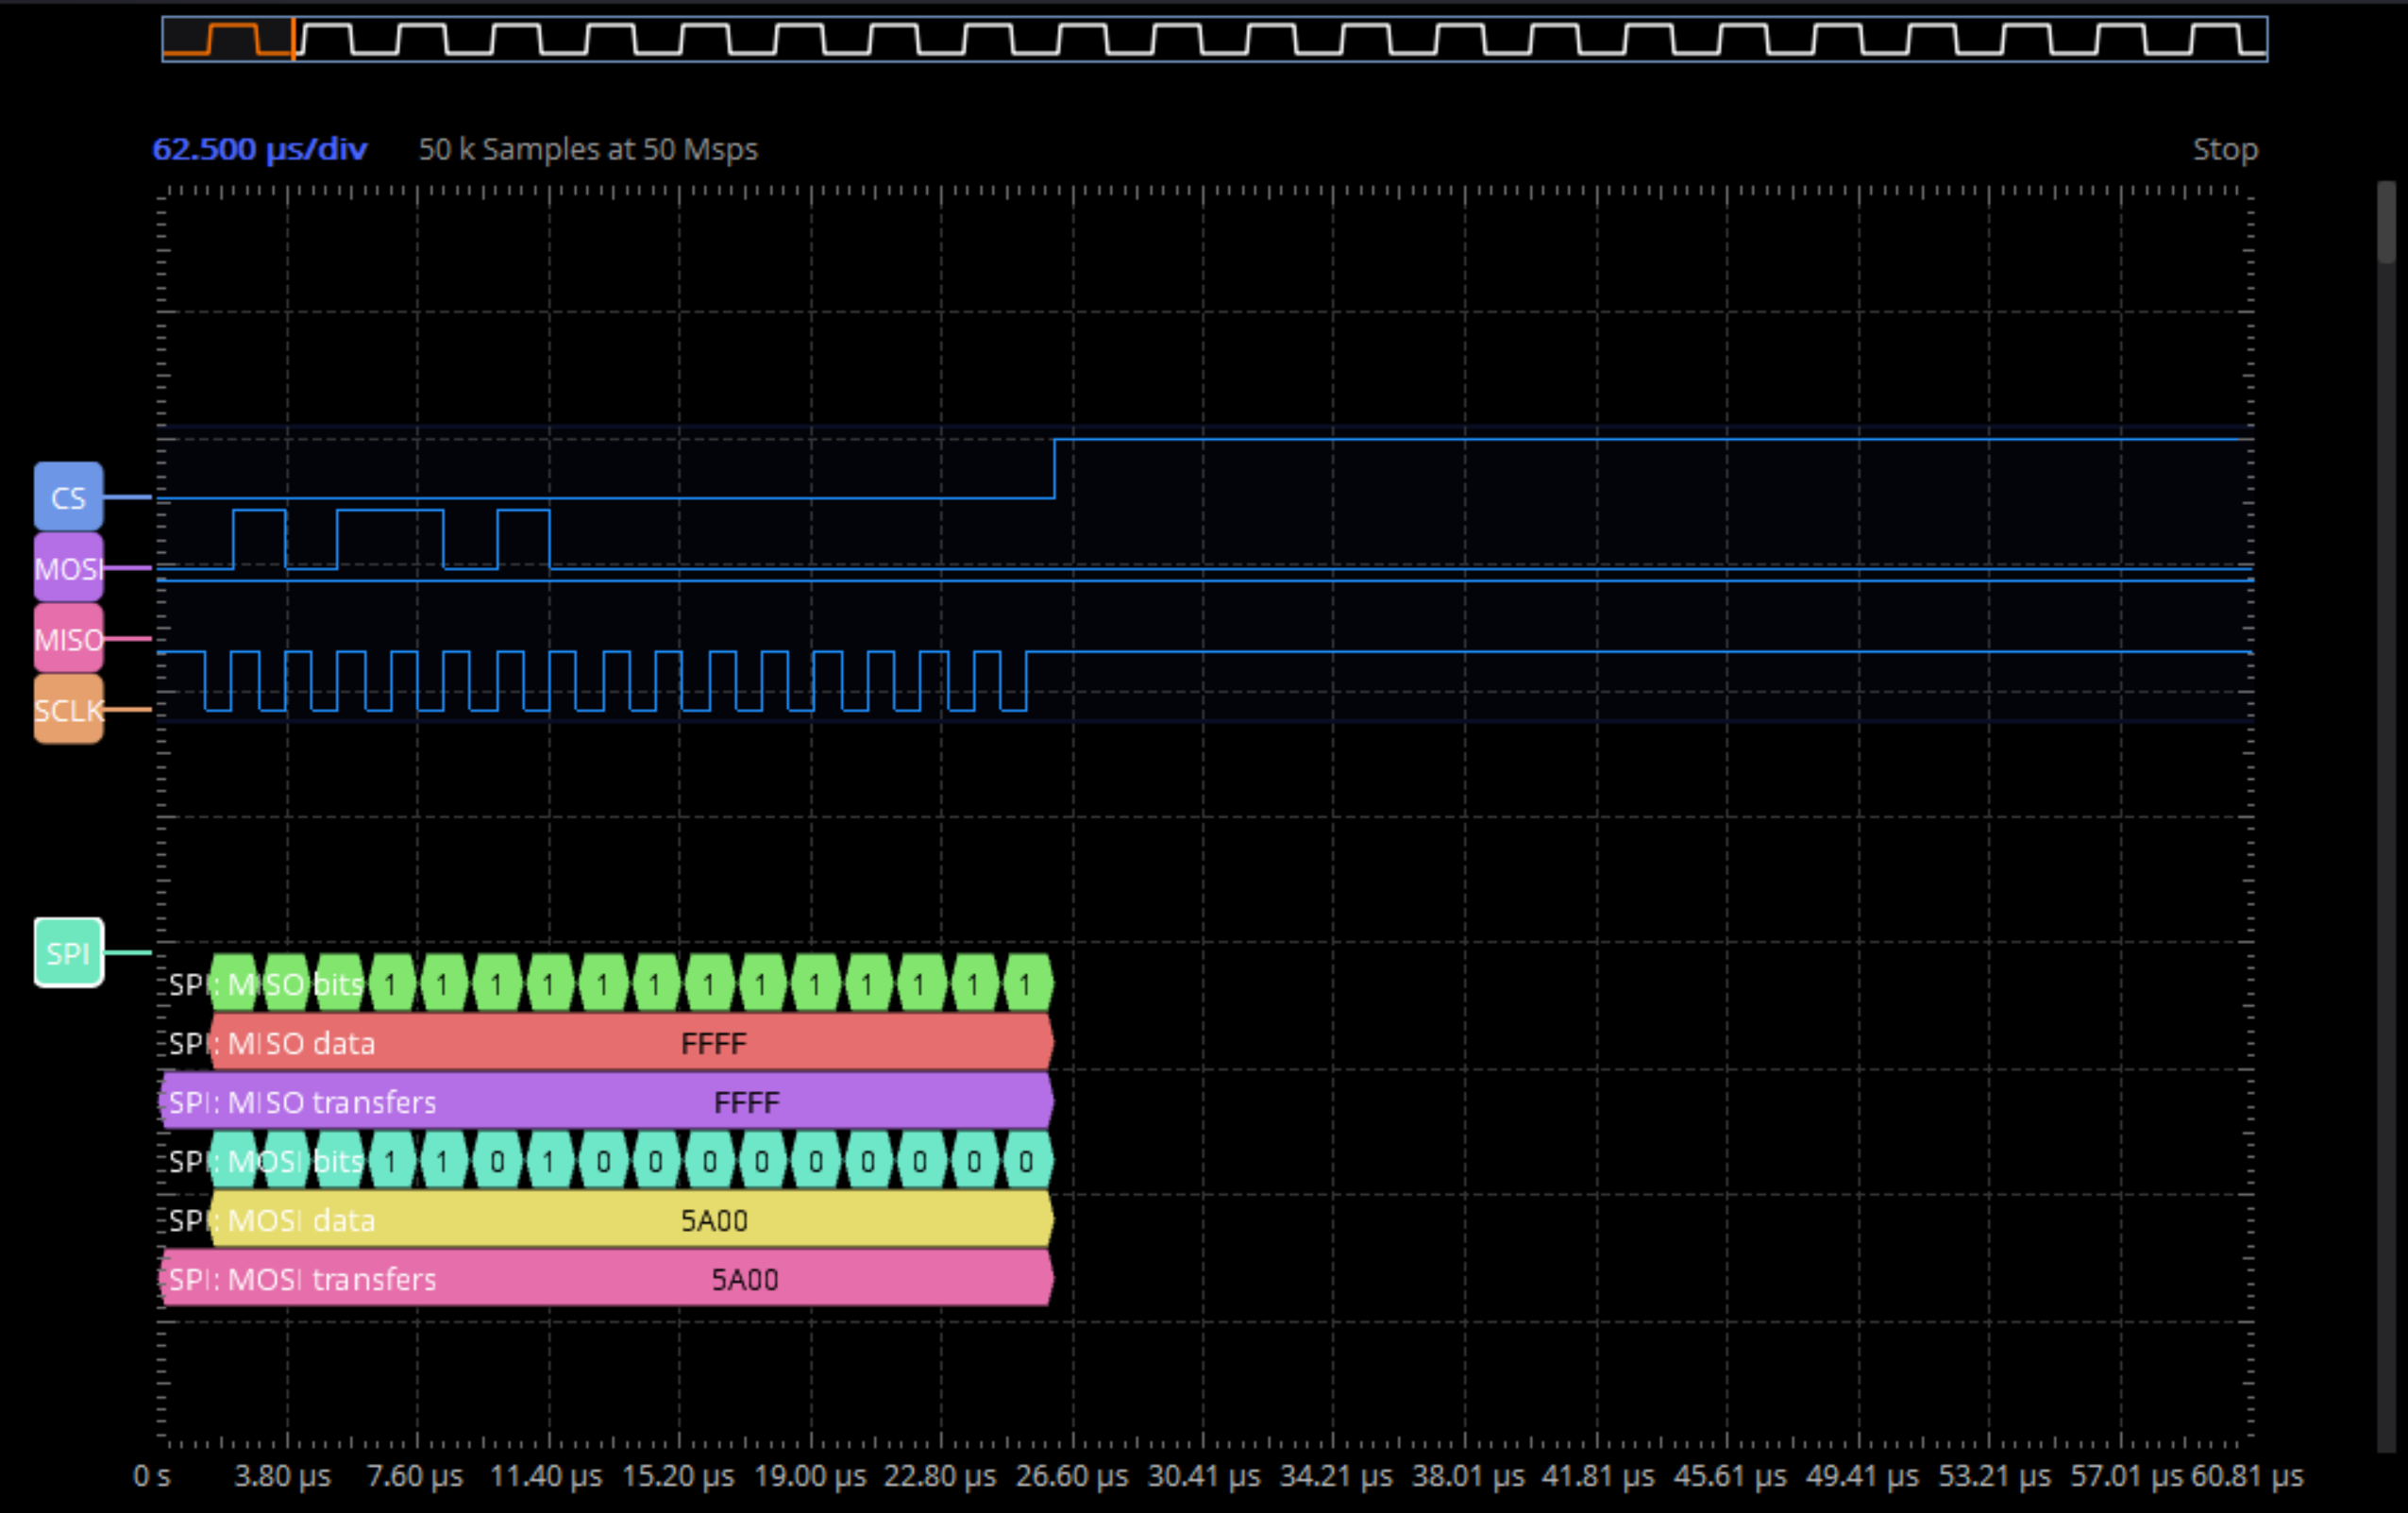 62.500 µs/div 50 k Samples at 50 Msps Stop
CS
MOSI
MISO
SCLK
SPI
SPI: MISO bits 1 1 1 1 1 1 1 1 1 1 1 1 1
SPI: MISO data FFFF
SPI: MISO transfers FFFF
SPI: MOSI bits 1 1 0 1 0 0 0 0 0 0 0 0 0
SPI: MOSI data 5A00
SPI: MOSI transfers 5A00
0 s 3.80 µs 7.60 µs 11.40 µs 15.20 µs 19.00 µs 22.80 µs 26.60 µs 30.41 µs 34.21 µs 38.01 µs 41.81 µs 45.61 µs 49.41 µs 53.21 µs 57.01 µs 60.81 µs